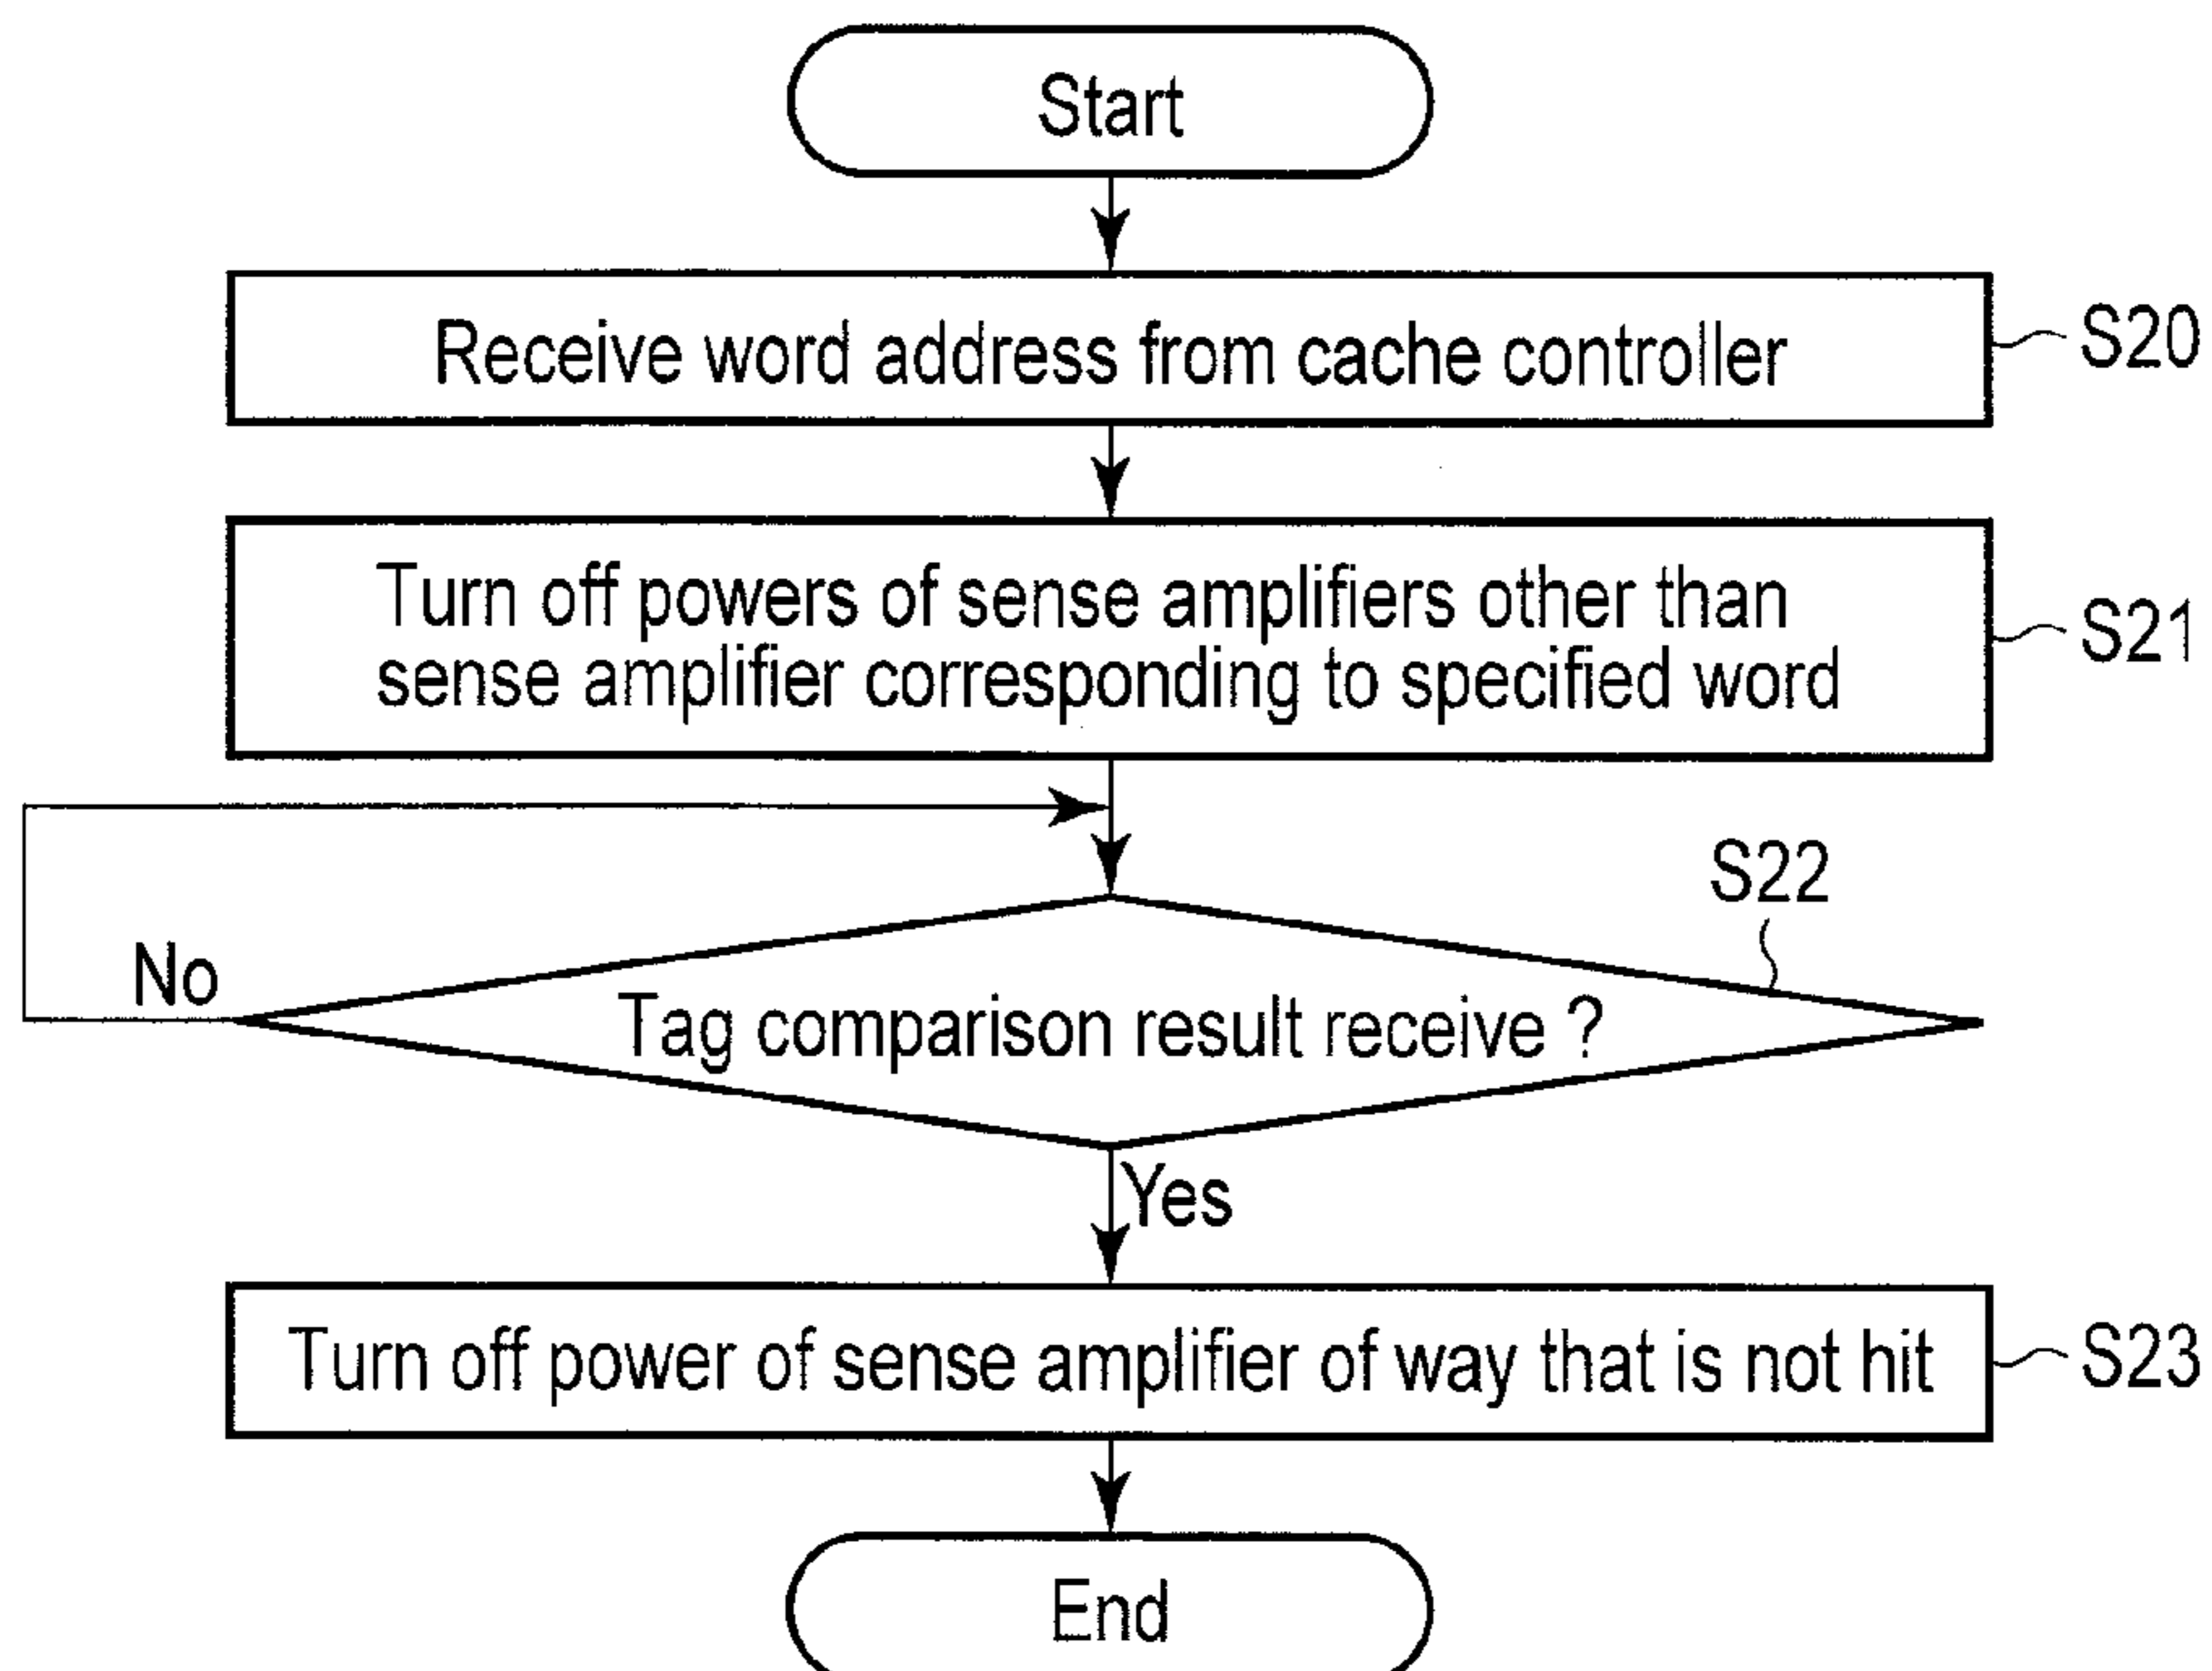 Start
Receive word address from cache controller
S20
Turn off powers of sense amplifiers other than
sense amplifier corresponding to specified word
S21
S22
No
Tag comparison result receive ?
Yes
Turn off power of sense amplifier of way that is not hit
S23
End